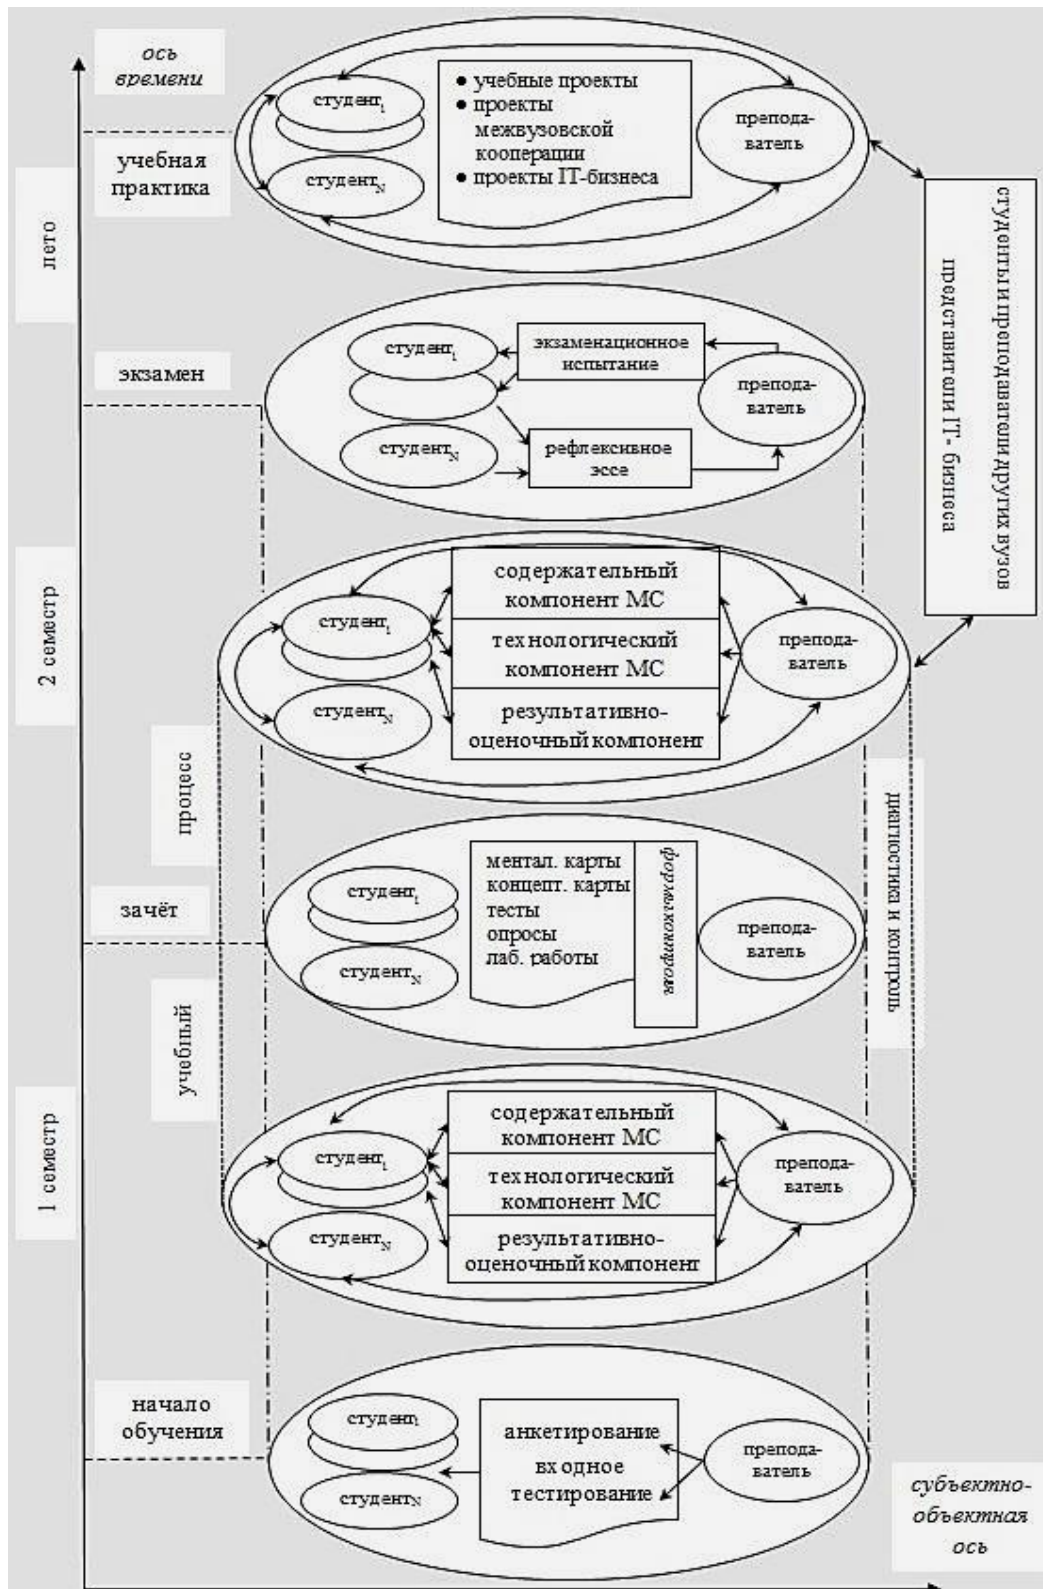 ось
времени
учебная
практика
лето
студент1
студентN
● учебные проекты
● проекты
межвузовской
кооперации
● проекты IT-бизнеса
преподa-
ватель
студенты и преподаватели других вузов
представители IT- бизнеса
экзамен
студент1
студентN
экзаменационное
испытание
рефлексивное
эссе
препода-
ватель
2 семестр
студент1
студентN
содержательный
компонент МС
технологический
компонент МС
результативно-
оценочный компонент
препода-
ватель
процесс
диагностика и контроль
зачёт
студент1
студентN
ментал. карты
концепт. карты
тесты
опросы
лаб. работы
формы контроля
препода-
ватель
учебный
1 семестр
студент1
студентN
содержательный
компонент МС
технологический
компонент МС
результативно-
оценочный компонент
препода-
ватель
начало
обучения
студент1
студентN
анкетирование
входное
тестирование
препода-
ватель
субъектно-
объектная
ось